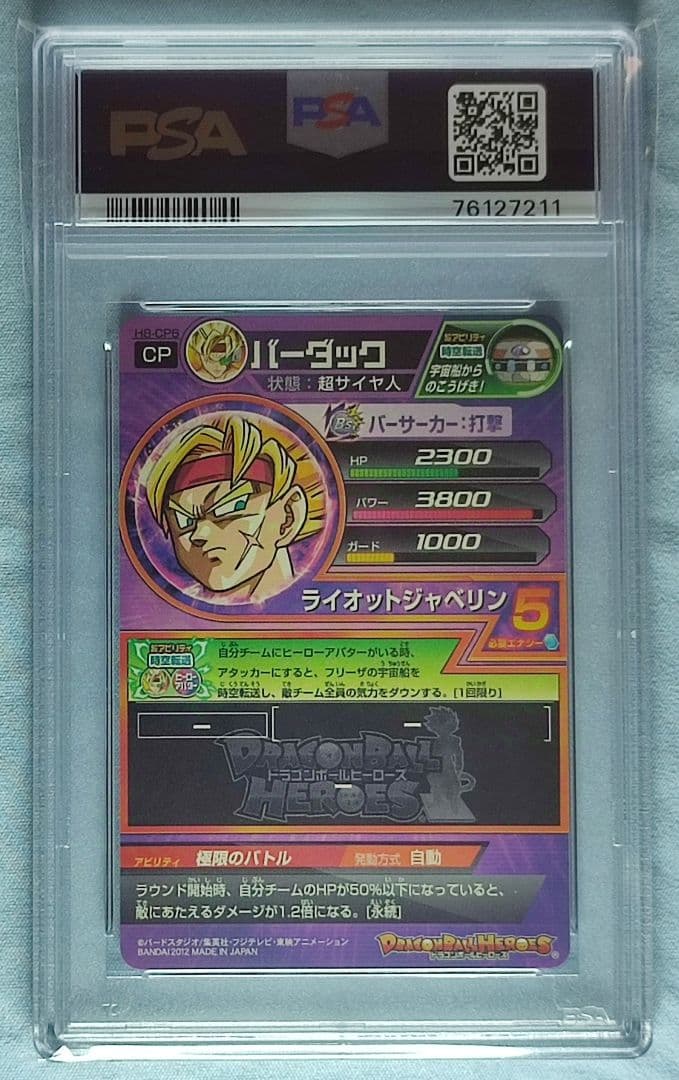 PSA
PSA
76127211
H8-CP6
CP
バーダック
状態：超サイヤ人
時空転送
宇宙船から
のこうげき！
Bs
バーサーカー：打撃
HP 2300
パワー 3800
ガード 1000
ライオットジャベリン 5
必要エナジー
アビリティ
時空転送
ヒーロー
アバター
自分チームにヒーローアバターがいる時、
アタッカーにすると、フリーザの宇宙船を
時空転送し、敵チーム全員の気力をダウンする。[1回限り]
DRAGONBALL
ドラゴンボールヒーローズ
HEROES
アビリティ 極限のバトル 発動方式 自動
ラウンド開始時、自分チームのHPが50%以下になっていると、
敵にあたえるダメージが1.2倍になる。[永続]
©バードスタジオ/集英社・フジテレビ・東映アニメーション
BANDAI 2012 MADE IN JAPAN
DRAGONBALL HEROES
ドラゴンボールヒーローズ